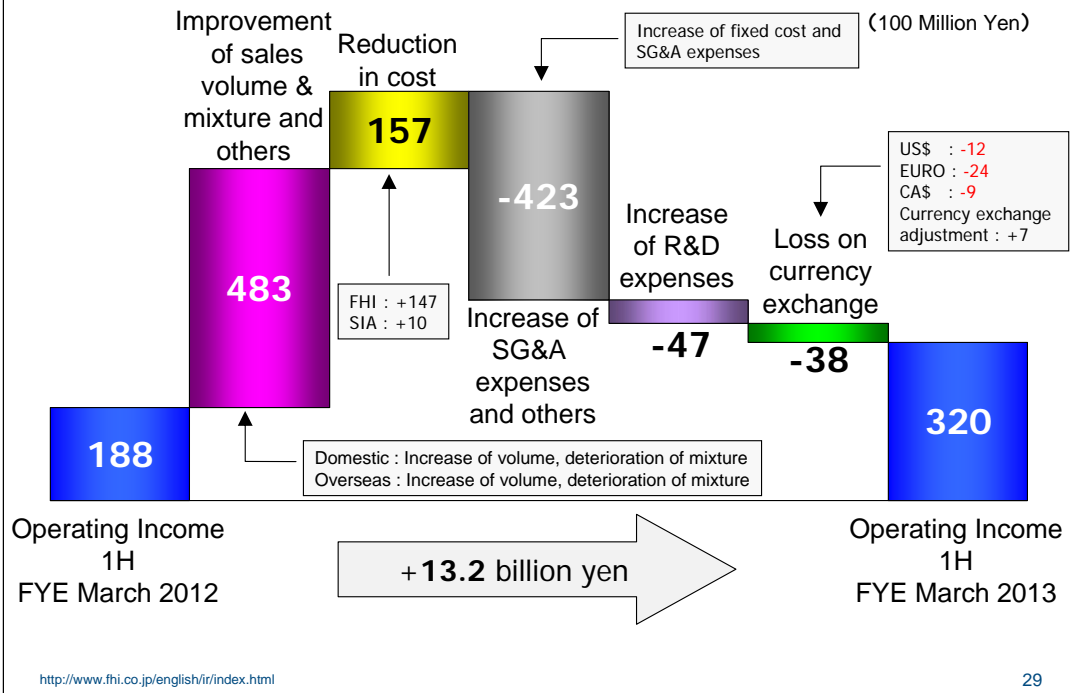 Improvement
of sales
volume &
mixture and
others
Reduction
in cost
Increase of fixed cost and
SG&A expenses
（100 Million Yen）
157
-423
483
US$ : -12
EURO : -24
CA$ : -9
Currency exchange
adjustment : +7
Increase
of R&D
expenses
Loss on
currency
exchange
FHI : +147
SIA : +10
Increase of
SG&A
expenses
and others
-47
-38
188
320
Domestic : Increase of volume, deterioration of mixture
Overseas : Increase of volume, deterioration of mixture
Operating Income
1H
FYE March 2012
+13.2 billion yen
Operating Income
1H
FYE March 2013
http://www.fhi.co.jp/english/ir/index.html
29